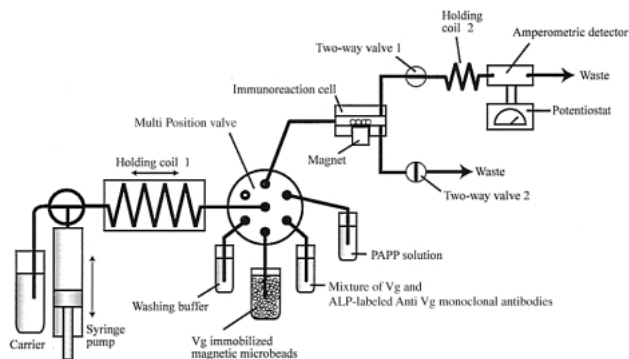 Holding
coil 2
Amperometric detector
Two-way valve 1
Waste
Immunoreaction cell
Potentiostat
Multi Position valve
Magnet
Holding coil 1
Waste
Two-way valve 2
PAPP solution
Washing buffer
Mixture of Vg and
ALP-labeled Anti Vg monoclonal antibodies
Carrier
Syringe
pump
Vg immobilized
magnetic microbeads